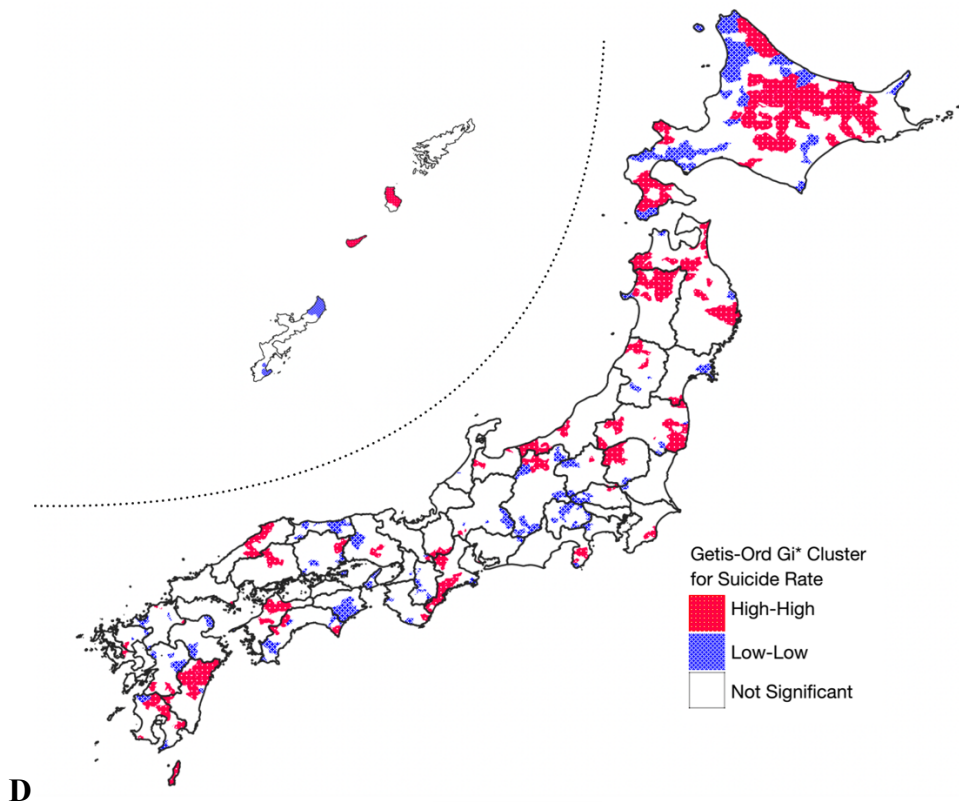 Getis-Ord Gi* Cluster
for Suicide Rate
High-High
Low-Low
Not Significant
D